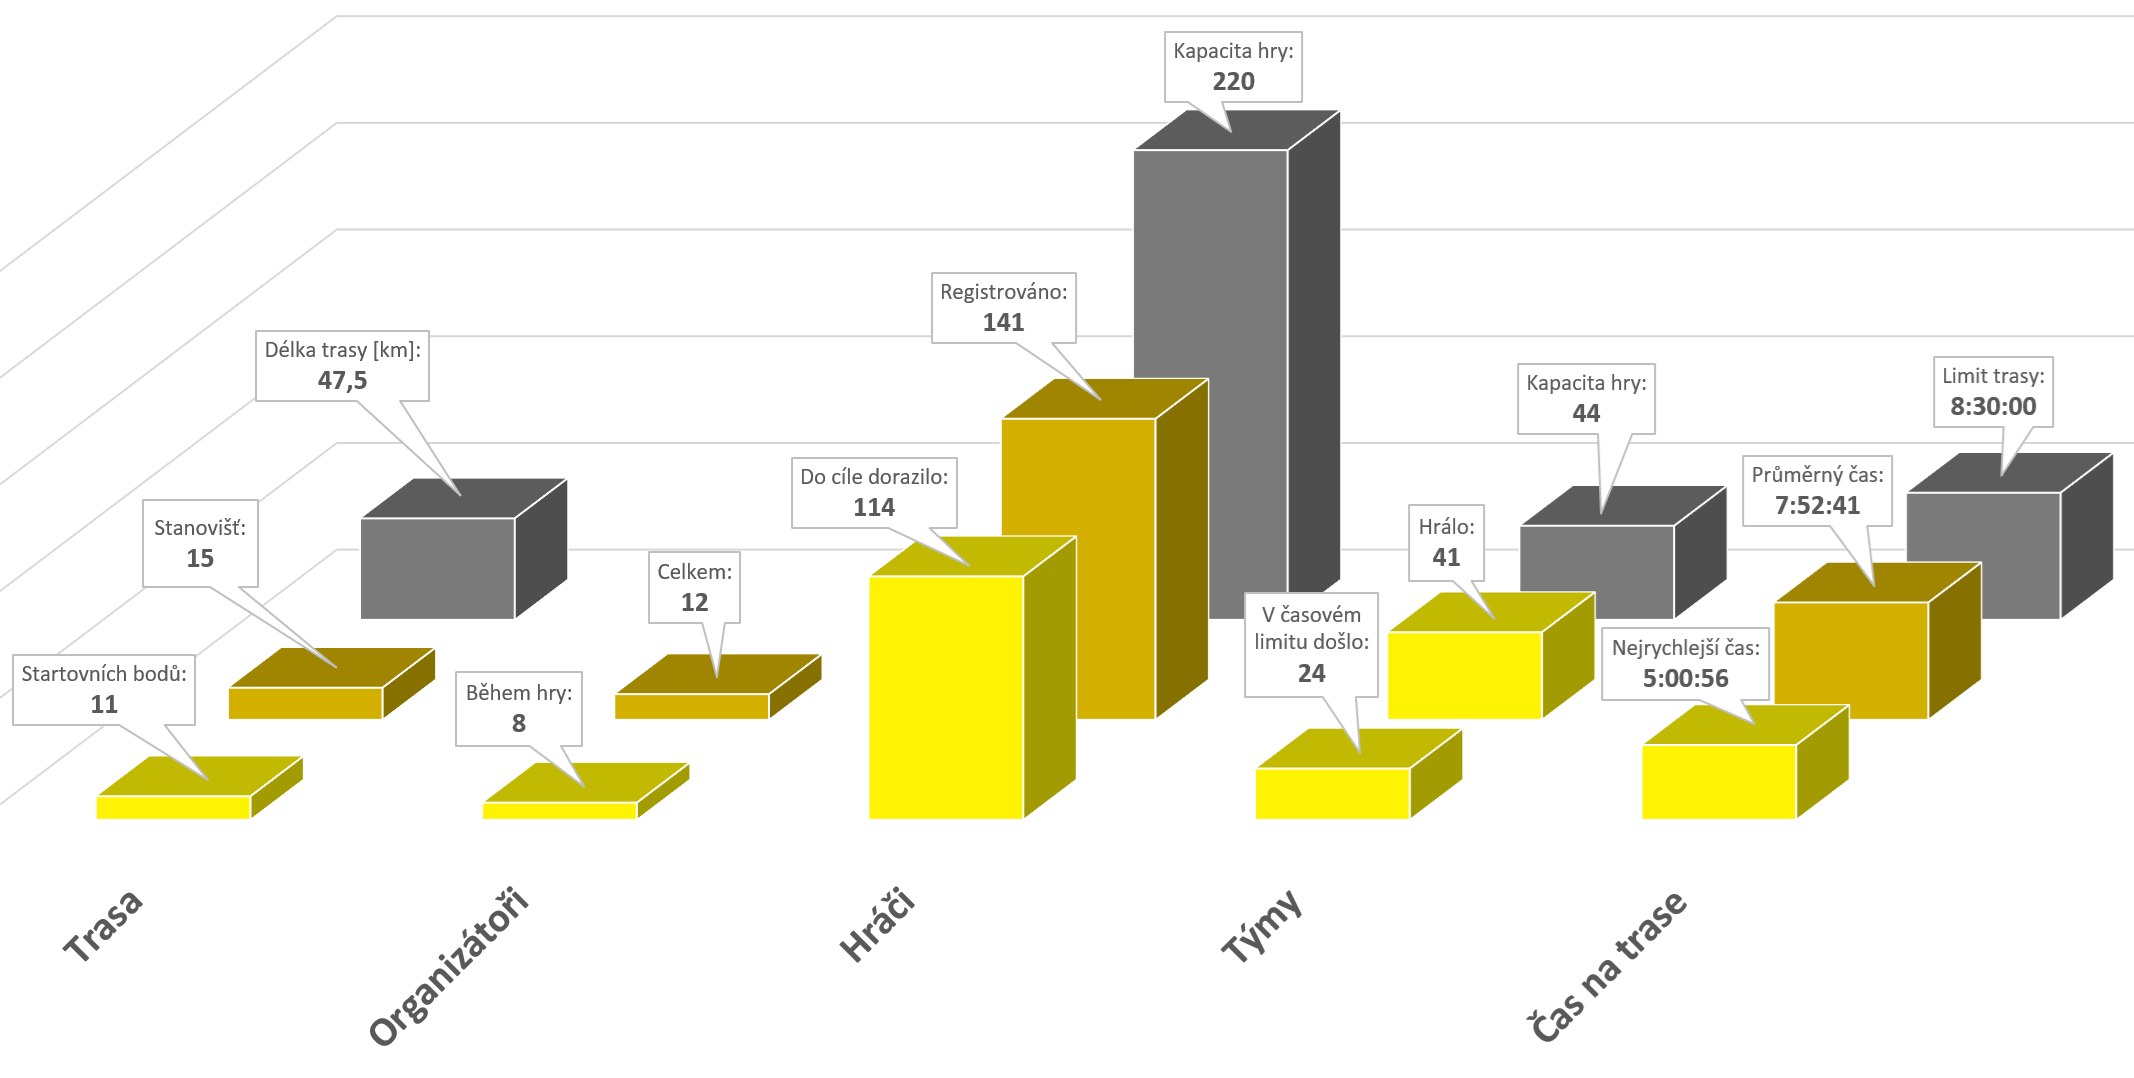 Kapacita hry:
220
Registrováno:
141
Délka trasy [km]:
47,5
Limit trasy:
8:30:00
Kapacita hry:
44
Do cíle dorazilo:
114
Průměrný čas:
7:52:41
Stanovišť:
15
Hrálo:
41
Celkem:
12
V časovém
limitu došlo:
24
Nejrychlejší čas:
5:00:56
Startovních bodů:
11
Během hry:
8
Trasa
Organizátoři
Hráči
Týmy
Čas na trase